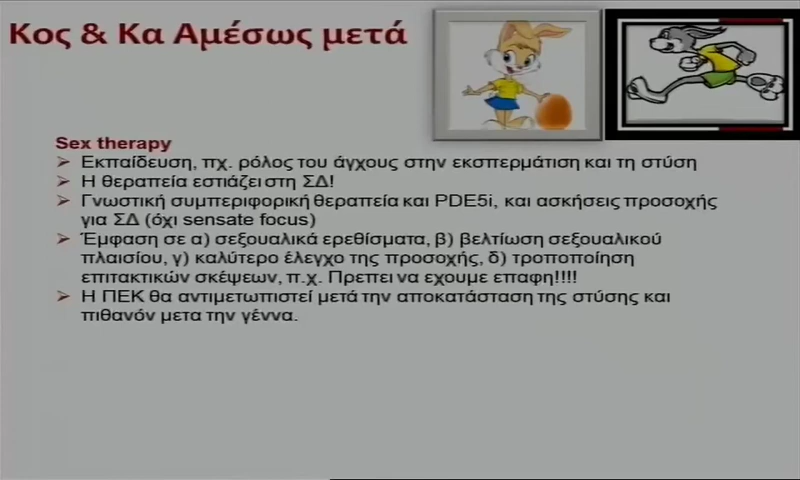 Κος & Κα Αμέσως μετά
Sex therapy
➢ Εκπαίδευση, πχ. ρόλος του άγχους στην εκσπερμάτιση και τη στύση
➢ Η θεραπεία εστιάζει στη ΣΔ!
➢ Γνωστική συμπεριφορική θεραπεία και PDE5i, και ασκήσεις προσοχής
για ΣΔ (όχι sensate focus)
➢ Έμφαση σε α) σεξουαλικά ερεθίσματα, β) βελτίωση σεξουαλικού
πλαισίου, γ) καλύτερο έλεγχο της προσοχής, δ) τροποποίηση
επιτακτικών σκέψεων, π.χ. Πρεπει να εχουμε επαφη!!!!
➢ Η ΠΕΚ θα αντιμετωπιστεί μετά την αποκατάσταση της στύσης και
πιθανόν μετα την γέννα.